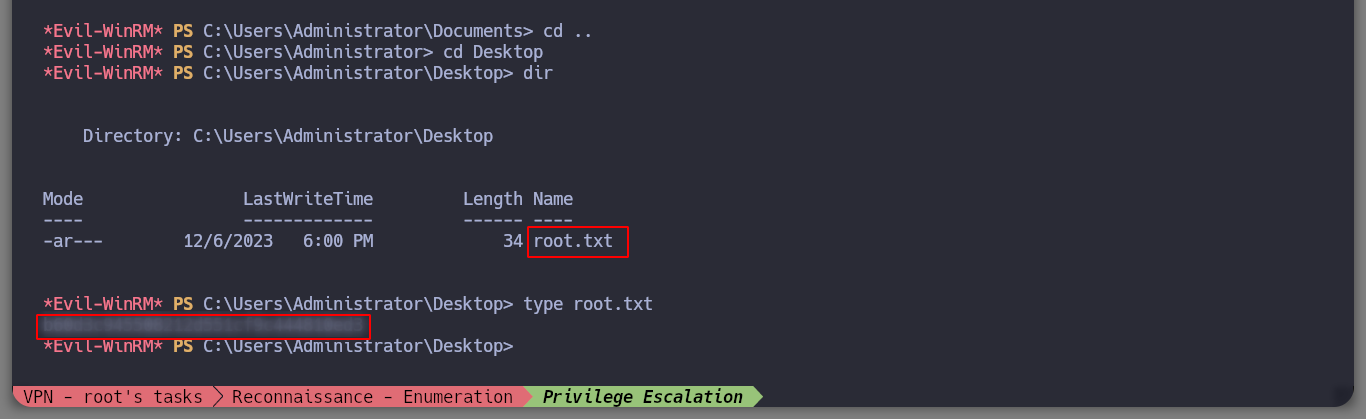 *Evil-WinRM* PS C:\Users\Administrator\Documents> cd ..
*Evil-WinRM* PS C:\Users\Administrator> cd Desktop
*Evil-WinRM* PS C:\Users\Administrator\Desktop> dir
Directory: C:\Users\Administrator\Desktop
Mode LastWriteTime Length Name
---- ------------- ------ ----
-ar--- 12/6/2023 6:00 PM 34 root.txt
*Evil-WinRM* PS C:\Users\Administrator\Desktop> type root.txt
*Evil-WinRM* PS C:\Users\Administrator\Desktop>
VPN - root's tasks Reconnaissance - Enumeration Privilege Escalation